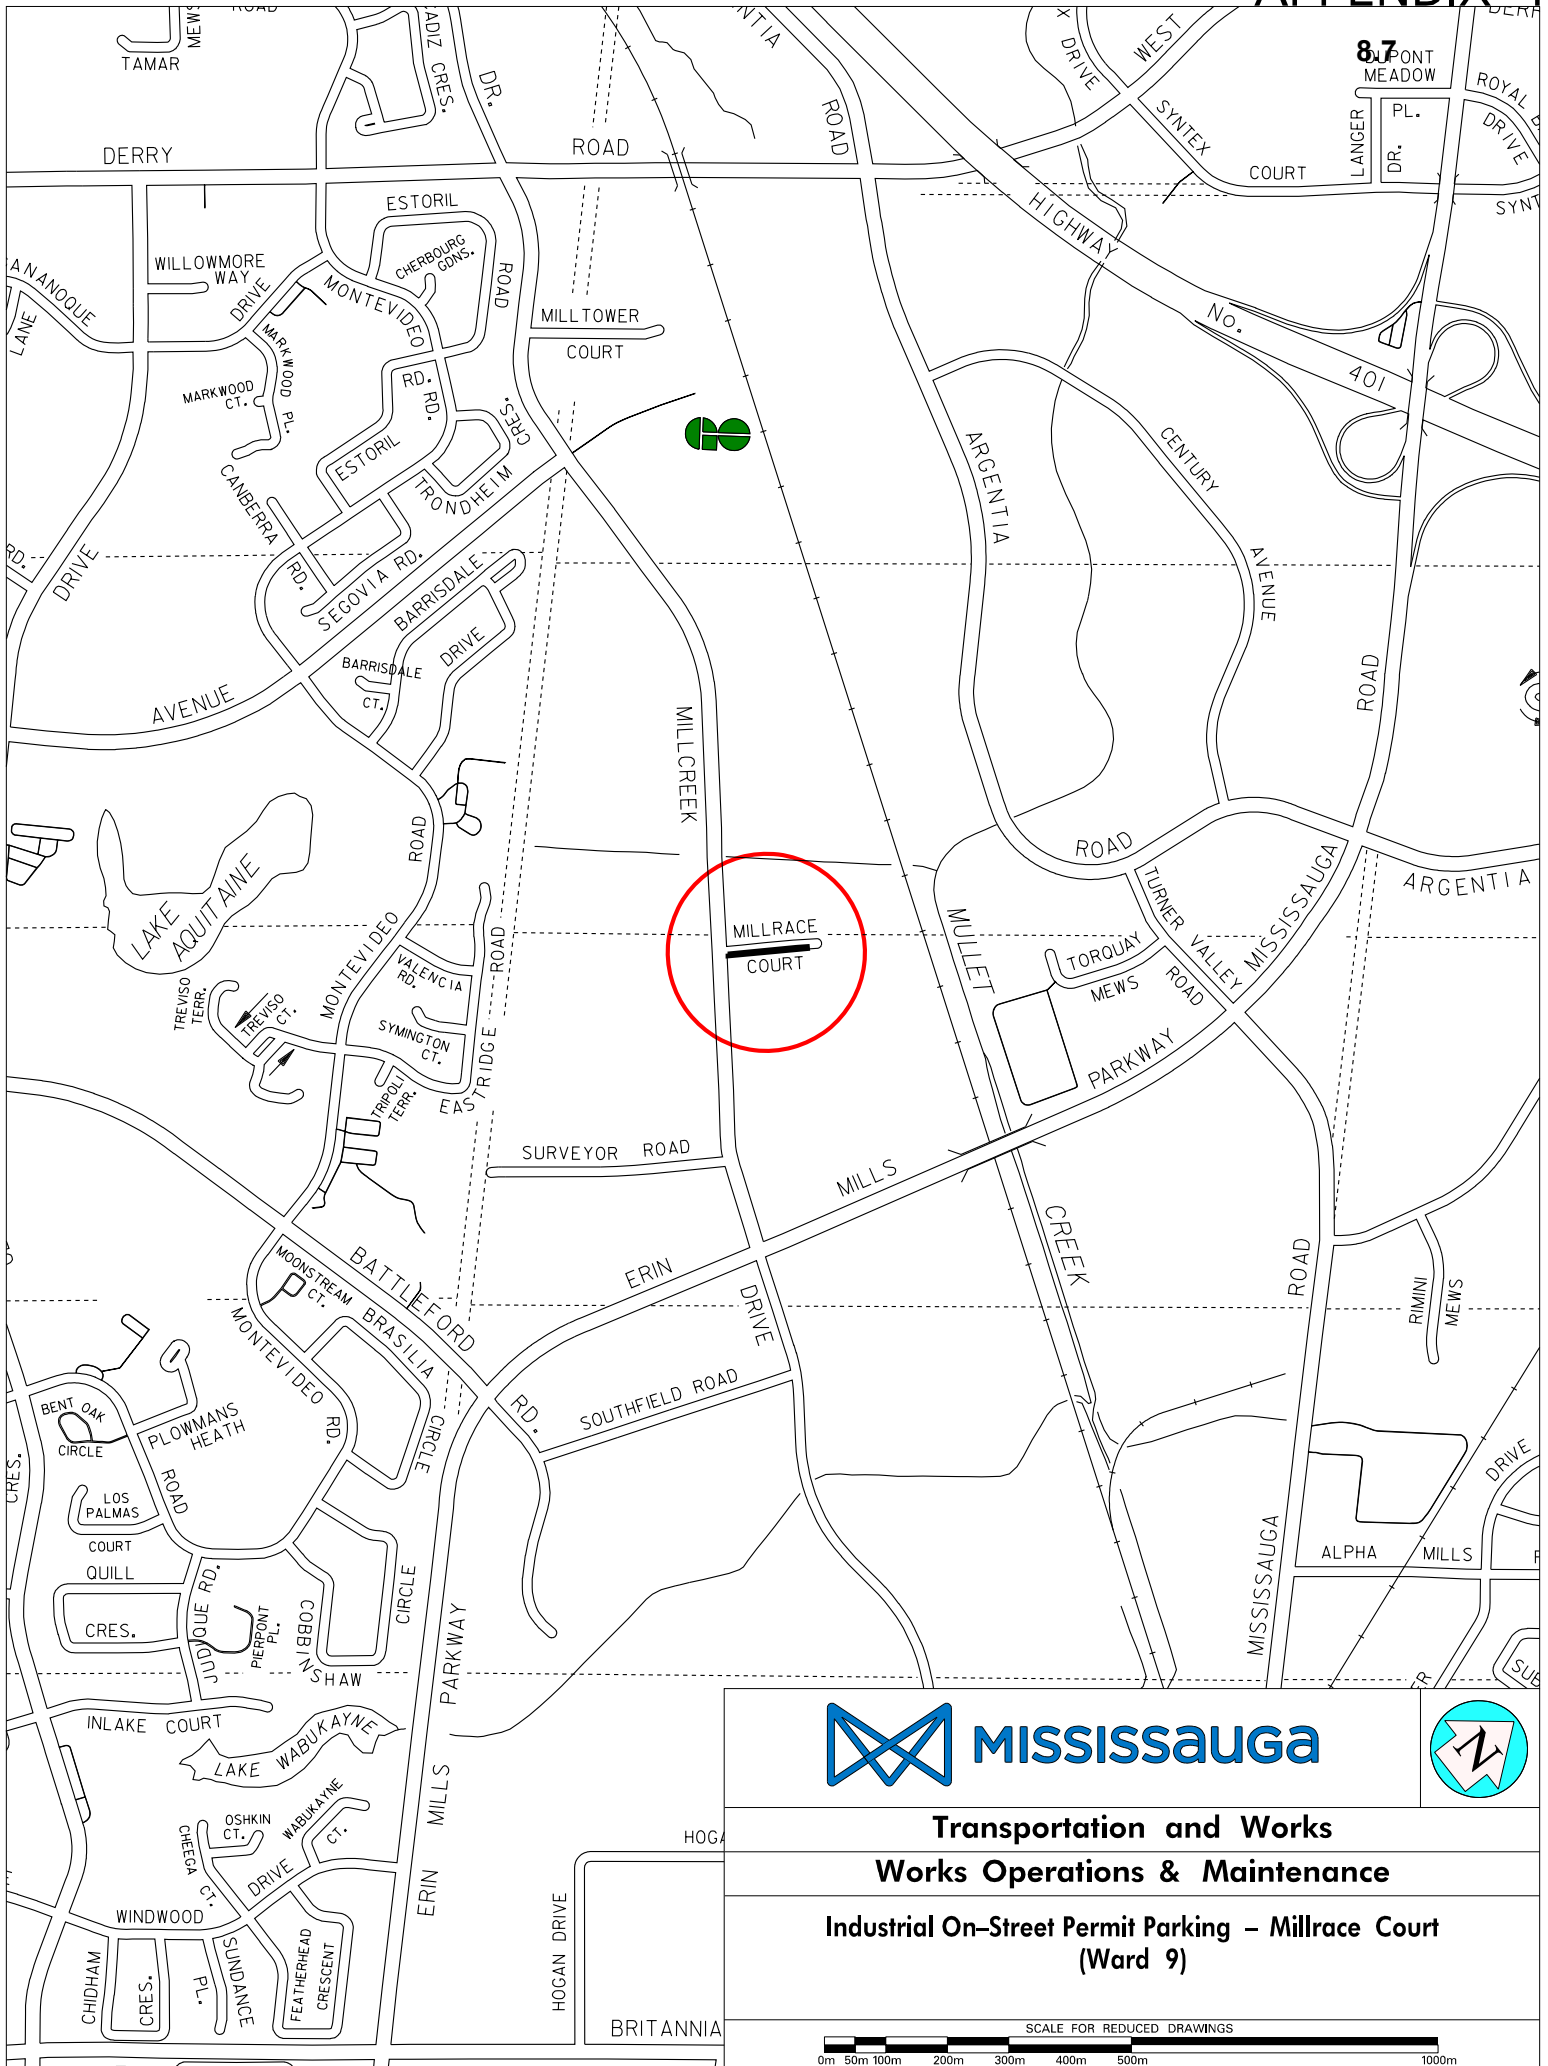 8.7
TAMAR
MEWS
ROAD
CADIZ CRES.
DR.
ROAD
DRIVE
WEST
DUPONT
MEADOW
PL.
ROYAL
DRIVE
LANGER
DR.
SYNTEX
COURT
DERRY
ROAD
ESTORIL
ROAD
CHERBOURG
GDNS.
WILLOWMORE
WAY
DRIVE
MONTEVIDEO
RD.
LANE
MARKWOOD PL.
MARKWOOD
CT.
MILLTOWER
COURT
HIGHWAY
No.
401
RD.
ESTORIL
CRES.
TRONDHEIM
CANBERRA
RD.
SEGOVIA RD.
BARRISDALE
DRIVE
BARRISDALE
CT.
RD.
DRIVE
AVENUE
ARGENTIA
CENTURY
AVENUE
ROAD
MILLCREEK
LAKE
AQUITAINE
ROAD
MONTEVIDEO
ROAD
ARGENTIA
TURNER VALLEY
ROAD
MISSISSAUGA
MILLRACE
COURT
MULLET
TORQUAY
MEWS
TREVISO
TERR.
TREVISO
CT.
VALENCIA
RD.
SYMINGTON
CT.
EASTRIDGE ROAD
TRIPOLI
TERR.
PARKWAY
SURVEYOR ROAD
MILLS
CREEK
ERIN
DRIVE
ROAD
RIMINI
MEWS
MOONSTREAM
CT.
BATTLEFORD
RD.
BRASILIA
CIRCLE
MONTEVIDEO
RD.
SOUTHFIELD ROAD
BENT OAK
CIRCLE
PLOWMANS
HEATH
ROAD
CRES.
LOS
PALMAS
COURT
QUILL
CRES.
JUDIQUE RD.
PIERPONT
PL.
COBBINSHAW
CIRCLE
PARKWAY
MISSISSAUGA
ALPHA MILLS
DRIVE
INLAKE COURT
LAKE WABUKAYNE
MILLS
ERIN
OSHKIN
CT.
CHEEGA
CT.
WABUKAYNE
CT.
DRIVE
WINDWOOD
CHIDHAM
CRES.
SUNDANCE
PL.
FEATHERHEAD
CRESCENT
HOGAN DRIVE
BRITANNIA
MISSISSAUGA
N
Transportation and Works
Works Operations & Maintenance
Industrial On-Street Permit Parking – Millrace Court
(Ward 9)
SCALE FOR REDUCED DRAWINGS
0m 50m 100m 200m 300m 400m 500m 1000m